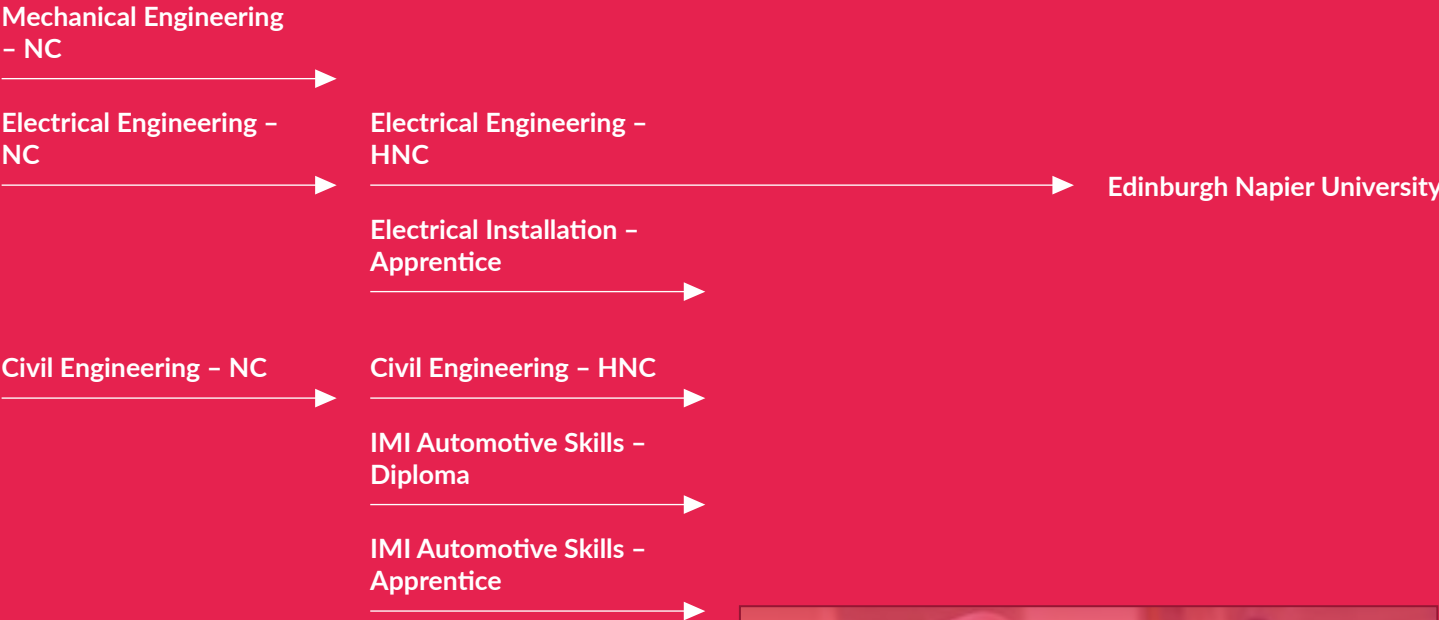 Mechanical Engineering
– NC
Electrical Engineering –
NC
Electrical Engineering –
HNC
Edinburgh Napier University
Electrical Installation –
Apprentice
Civil Engineering – NC
Civil Engineering – HNC
IMI Automotive Skills –
Diploma
IMI Automotive Skills –
Apprentice